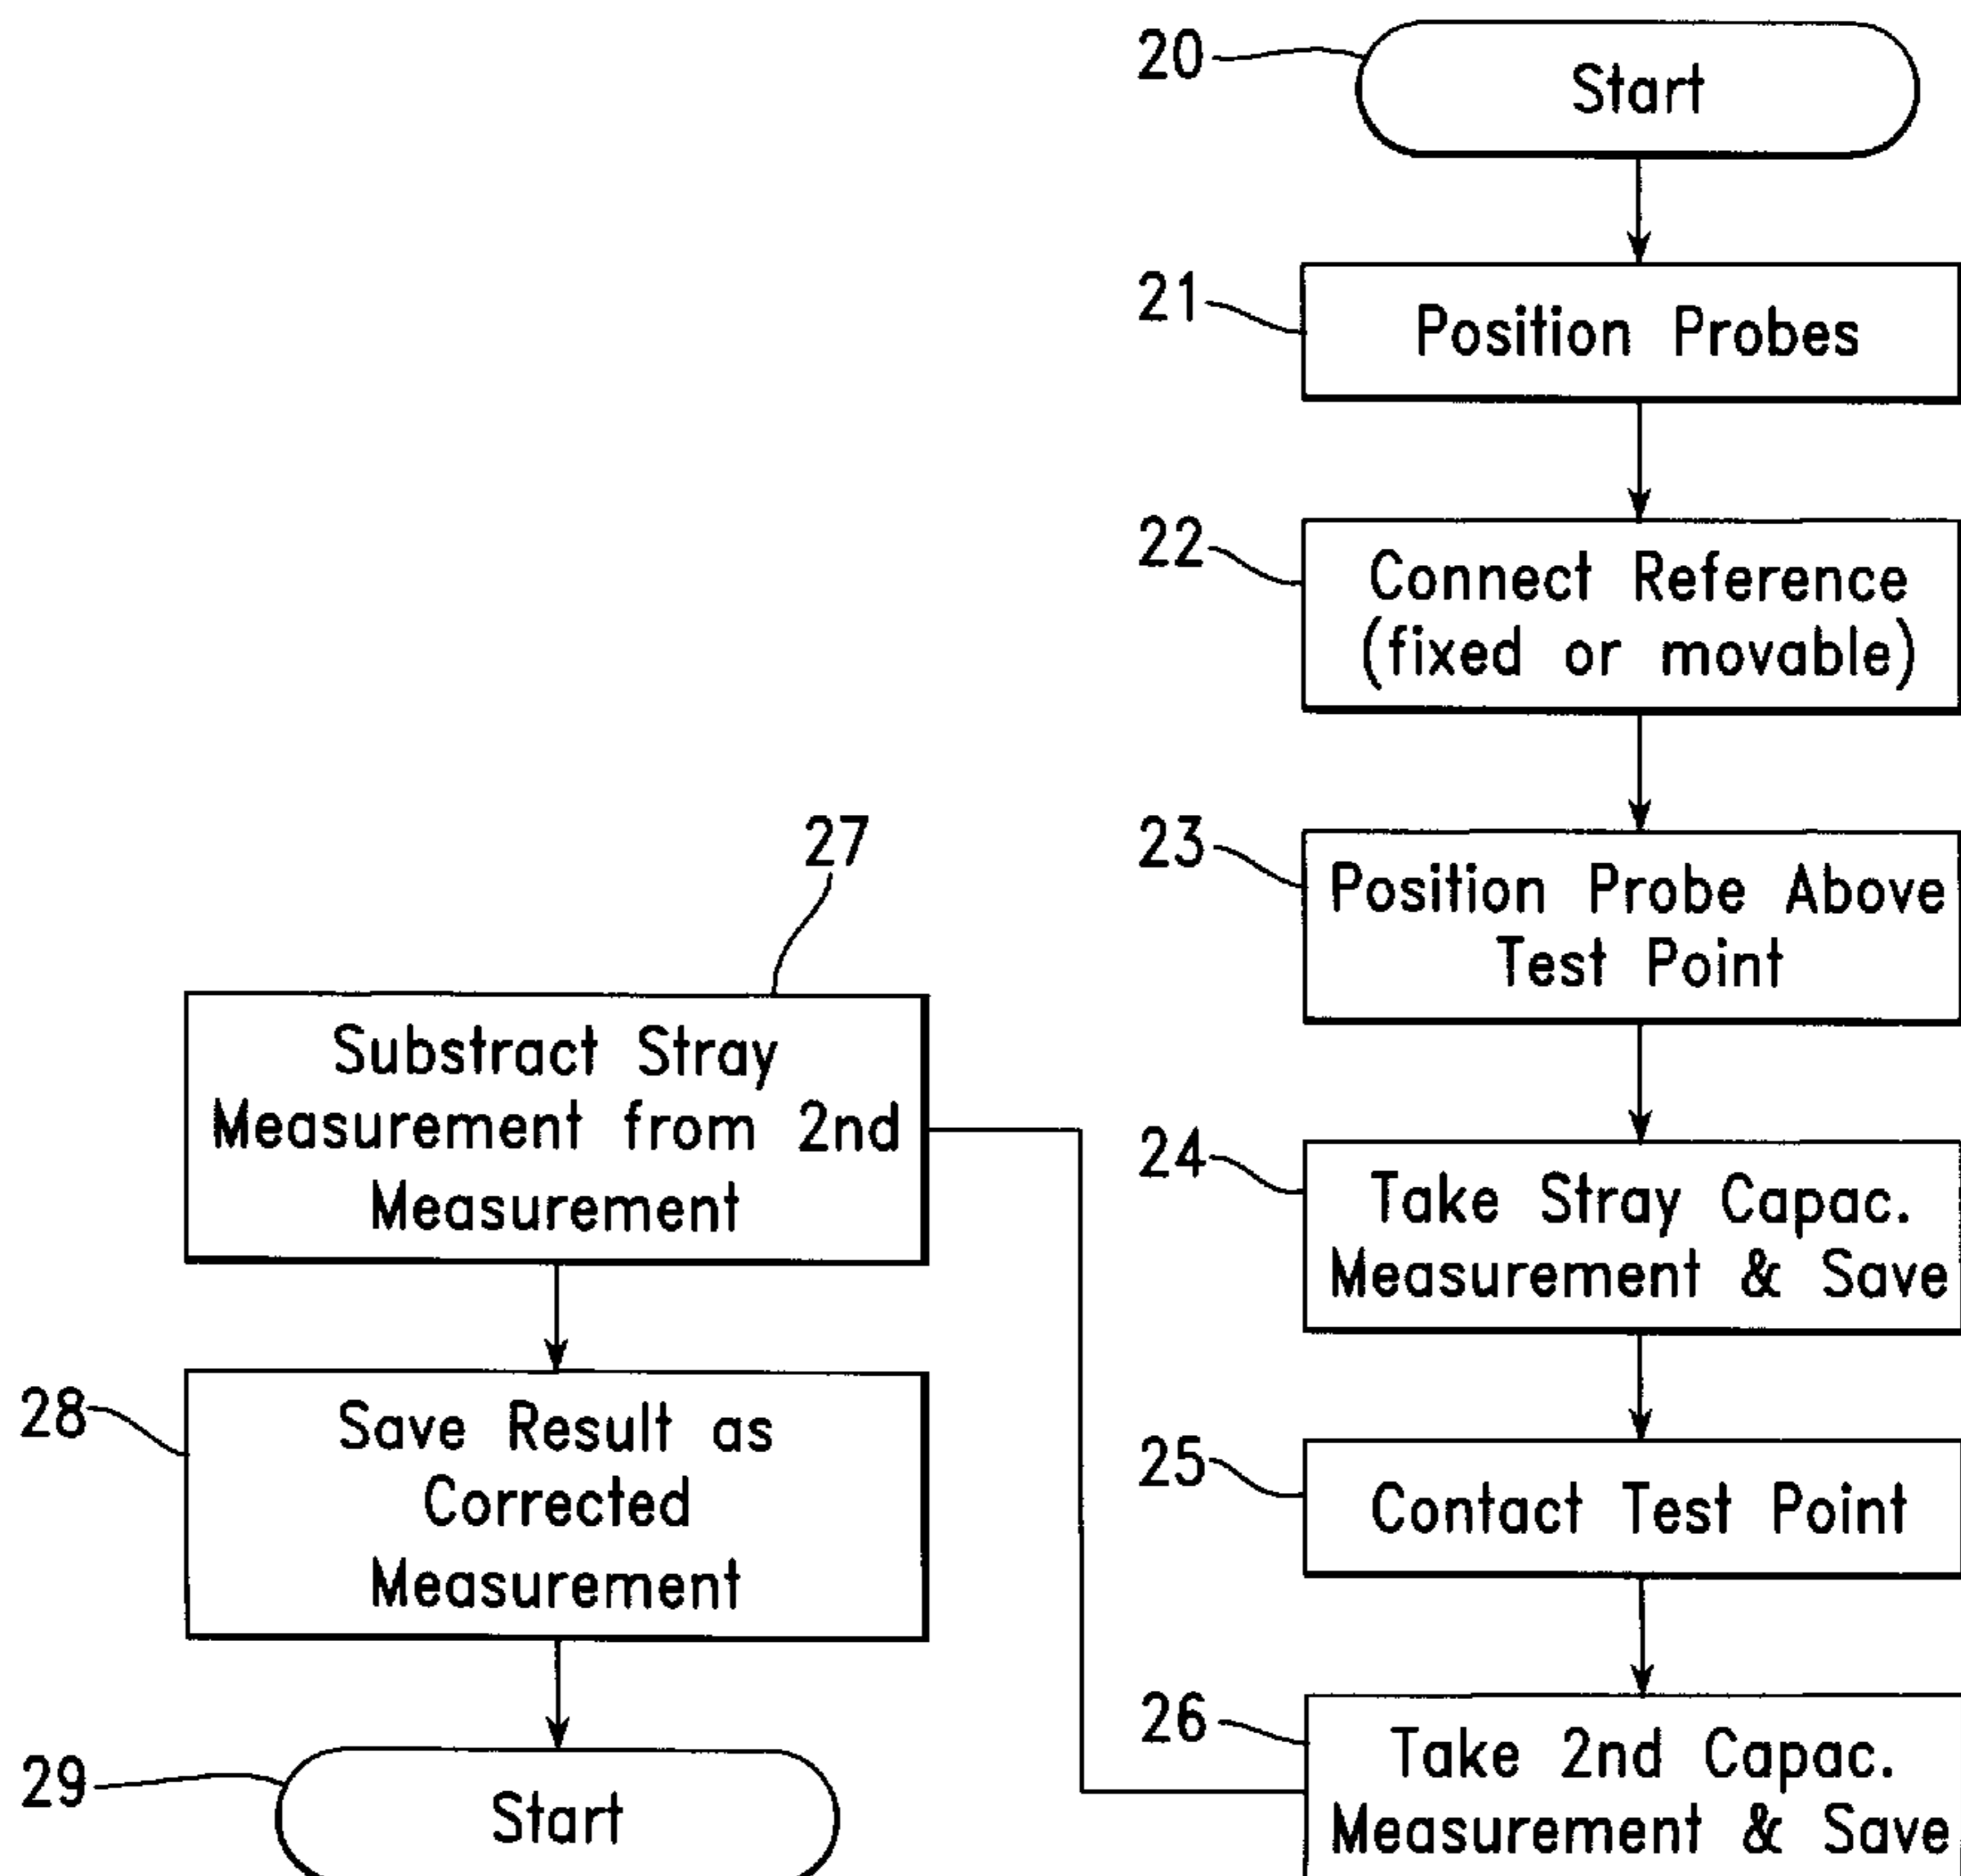 20
Start
21
Position Probes
22
Connect Reference
(fixed or movable)
23
Position Probe Above
Test Point
24
Take Stray Capac.
Measurement & Save
25
Contact Test Point
26
Take 2nd Capac.
Measurement & Save
27
Substract Stray
Measurement from 2nd
Measurement
28
Save Result as
Corrected
Measurement
29
Start